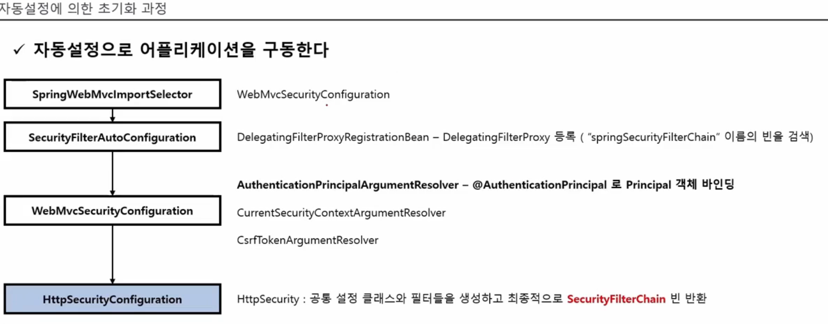 자동설정에 의한 초기화 과정
✓ 자동설정으로 어플리케이션을 구동한다
SpringWebMvcImportSelector WebMvcSecurityConfiguration
SecurityFilterAutoConfiguration DelegatingFilterProxyRegistrationBean – DelegatingFilterProxy 등록 ( “springSecurityFilterChain” 이름의 빈을 검색)
AuthenticationPrincipalArgumentResolver – @AuthenticationPrincipal 로 Principal 객체 바인딩
WebMvcSecurityConfiguration CurrentSecurityContextArgumentResolver
CsrfTokenArgumentResolver
HttpSecurityConfiguration HttpSecurity : 공통 설정 클래스와 필터들을 생성하고 최종적으로 SecurityFilterChain 빈 반환